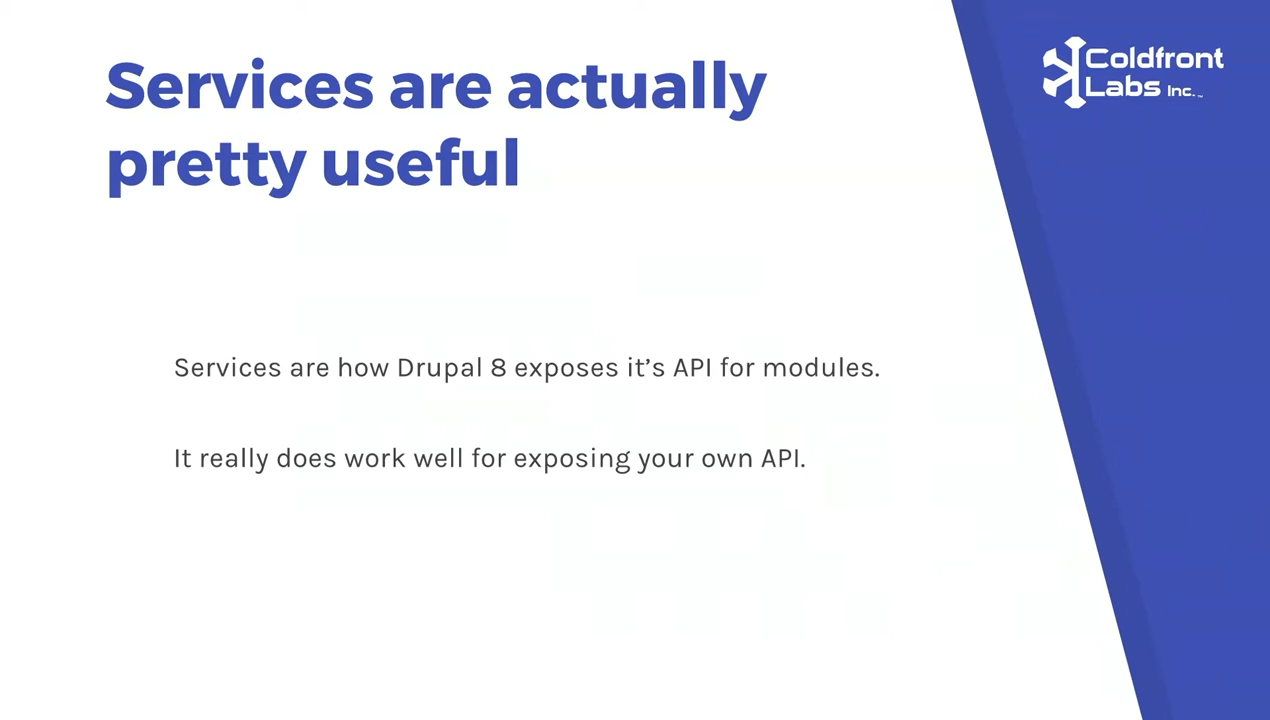 Services are actually
pretty useful
Coldfront
Labs Inc.™
Services are how Drupal 8 exposes it’s API for modules.
It really does work well for exposing your own API.